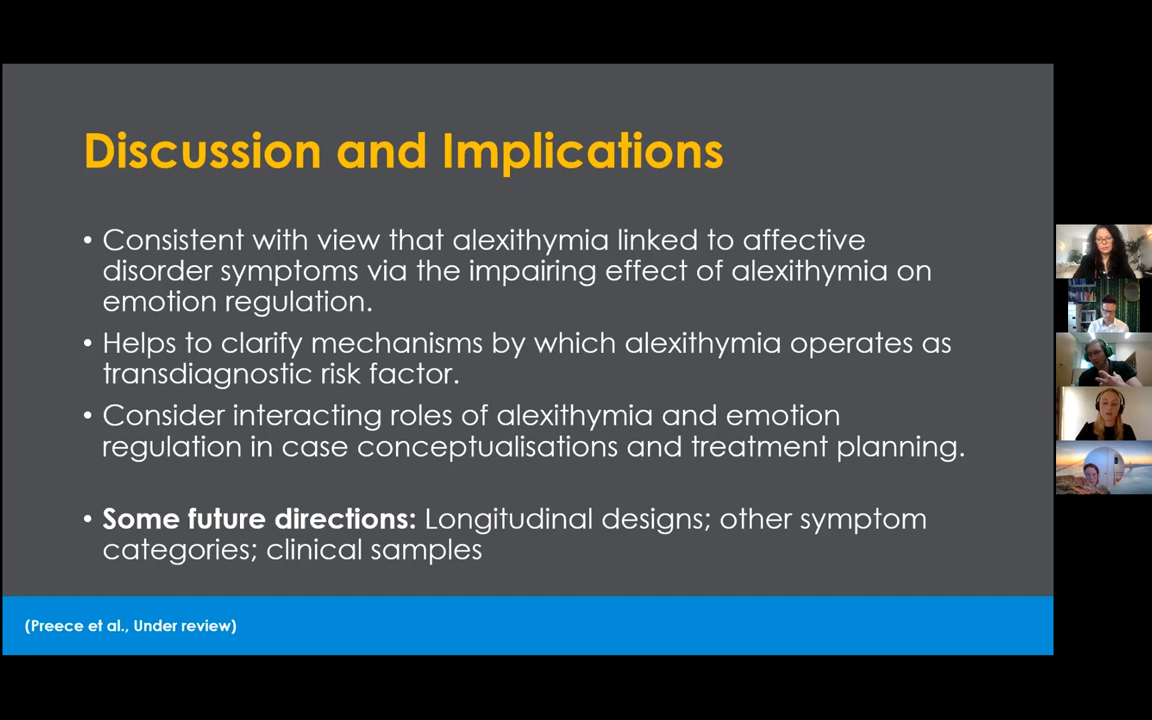 Discussion and Implications
• Consistent with view that alexithymia linked to affective
disorder symptoms via the impairing effect of alexithymia on
emotion regulation.
• Helps to clarify mechanisms by which alexithymia operates as
transdiagnostic risk factor.
• Consider interacting roles of alexithymia and emotion
regulation in case conceptualisations and treatment planning.
• Some future directions: Longitudinal designs; other symptom
categories; clinical samples
(Preece et al., Under review)